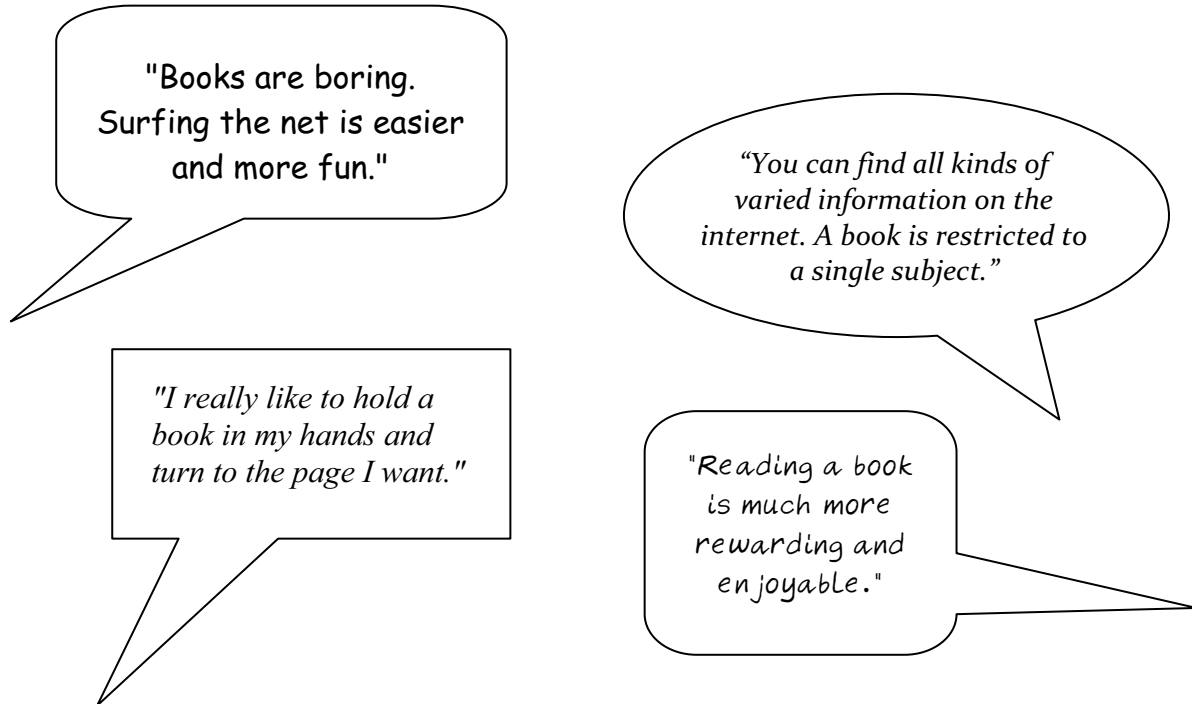 "Books are boring.
Surfing the net is easier
and more fun."
“You can find all kinds of
varied information on the
internet. A book is restricted to
a single subject.”
"I really like to hold a
book in my hands and
turn to the page I want."
"Reading a book
is much more
rewarding and
enjoyable."